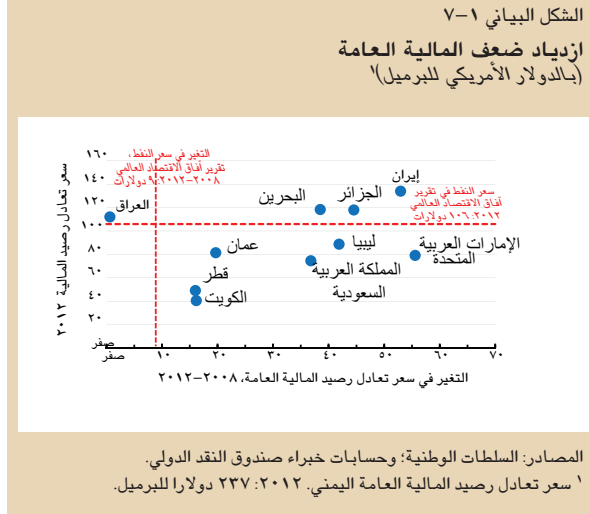 الشكل البياني ١-٧
ازدياد ضعف المالية العامة
(بالدولار الأمريكي للبرميل)١
سعر تعادل رصيد المالية ٢٠١٢
١٦٠
١٤٠
١٢٠
١٠٠
٨٠
٦٠
٤٠
٢٠
صفر
التغير في سعر النفط،
تقرير آفاق الاقتصاد العالمي
٢٠٠٨-٢٠١٢: ٩ دولارات
سعر النفط في تقرير
آفاق الاقتصاد العالمي
٢٠١٢: ١٠٦ دولارات
إيران
الجزائر
البحرين
العراق
الإمارات العربية
المتحدة
ليبيا
عمان
المملكة العربية
السعودية
قطر
الكويت
صفر ١٠ ٢٠ ٣٠ ٤٠ ٥٠ ٦٠ ٧٠
التغير في سعر تعادل رصيد المالية العامة، ٢٠٠٨-٢٠١٢
المصادر: السلطات الوطنية؛ وحسابات خبراء صندوق النقد الدولي.
١ سعر تعادل رصيد المالية العامة اليمني. ٢٠١٢: ٢٣٧ دولارا للبرميل.